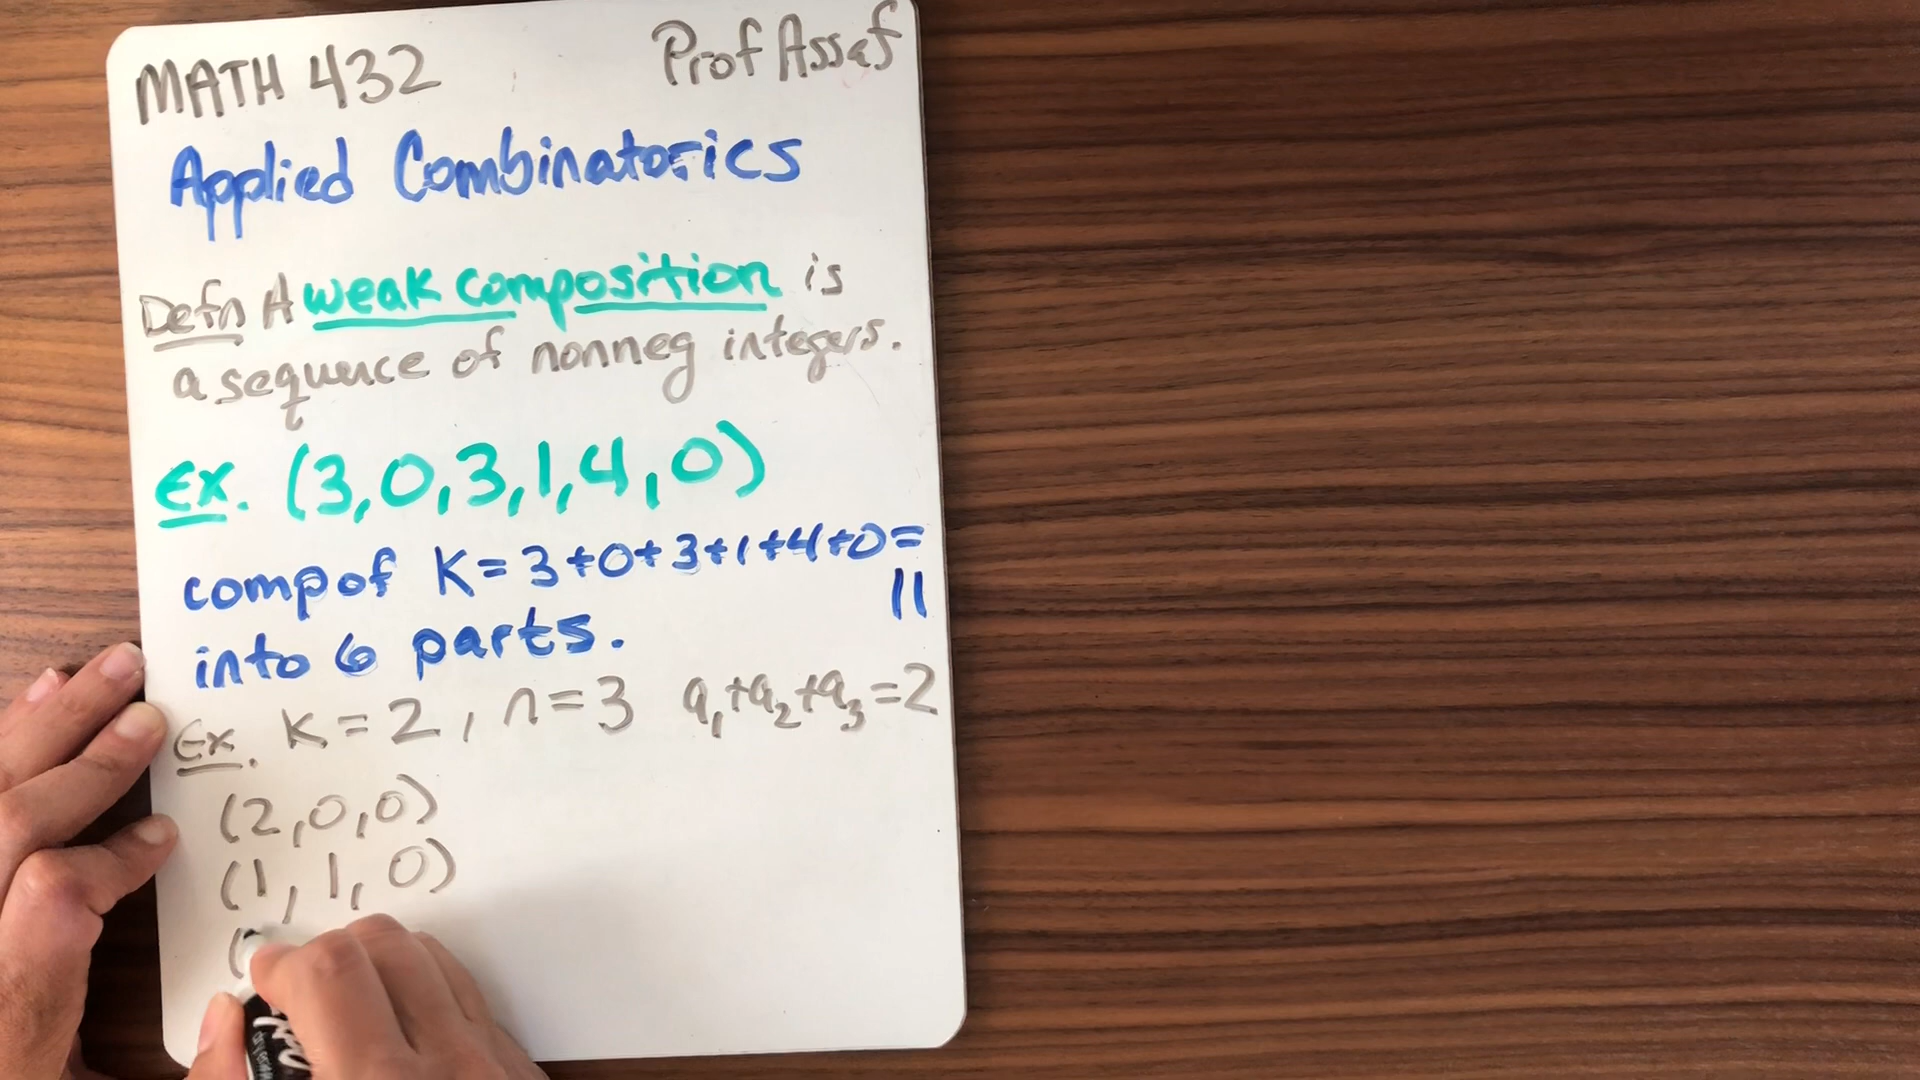 MATH 432 Prof Assaf
Applied Combinatorics
Defn A weak composition is
a sequence of nonneg integers.
Ex. (3,0,3,1,4,0)
comp of K=3+0+3+1+4+0=
11
into 6 parts.
Ex. K=2, n=3 a₁+a₂+a₃=2
(2,0,0)
(1,1,0)
(